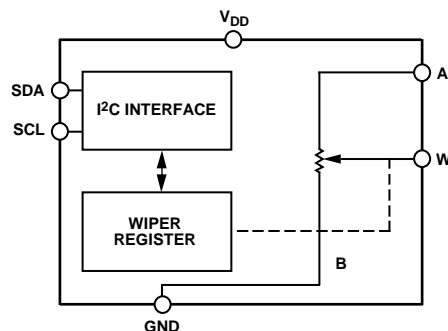 VDD
A
SDA
I²C INTERFACE
SCL
W
WIPER
REGISTER
B
GND